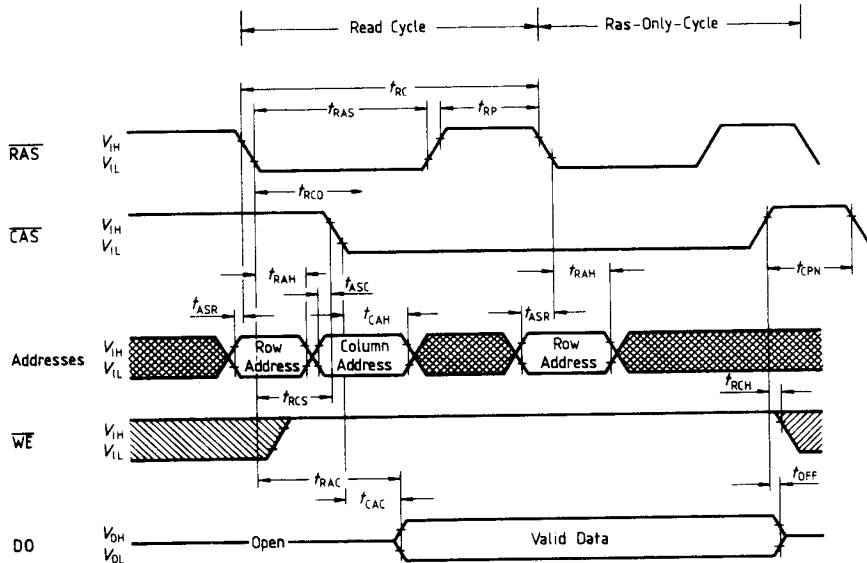 Read Cycle Ras-Only-Cycle
tRC
tRAS tRP
RAS VIH
VIL
tRCD
CAS VIH
VIL
tRAH tASC tRAH tCPN
tASR tCAH tASR
Addresses VIH
VIL
Row Address Column Address Row Address
tRCS tRCH
WE VIH
VIL
tRAC tOFF
tCAC
DO VOH
VOL
Open Valid Data